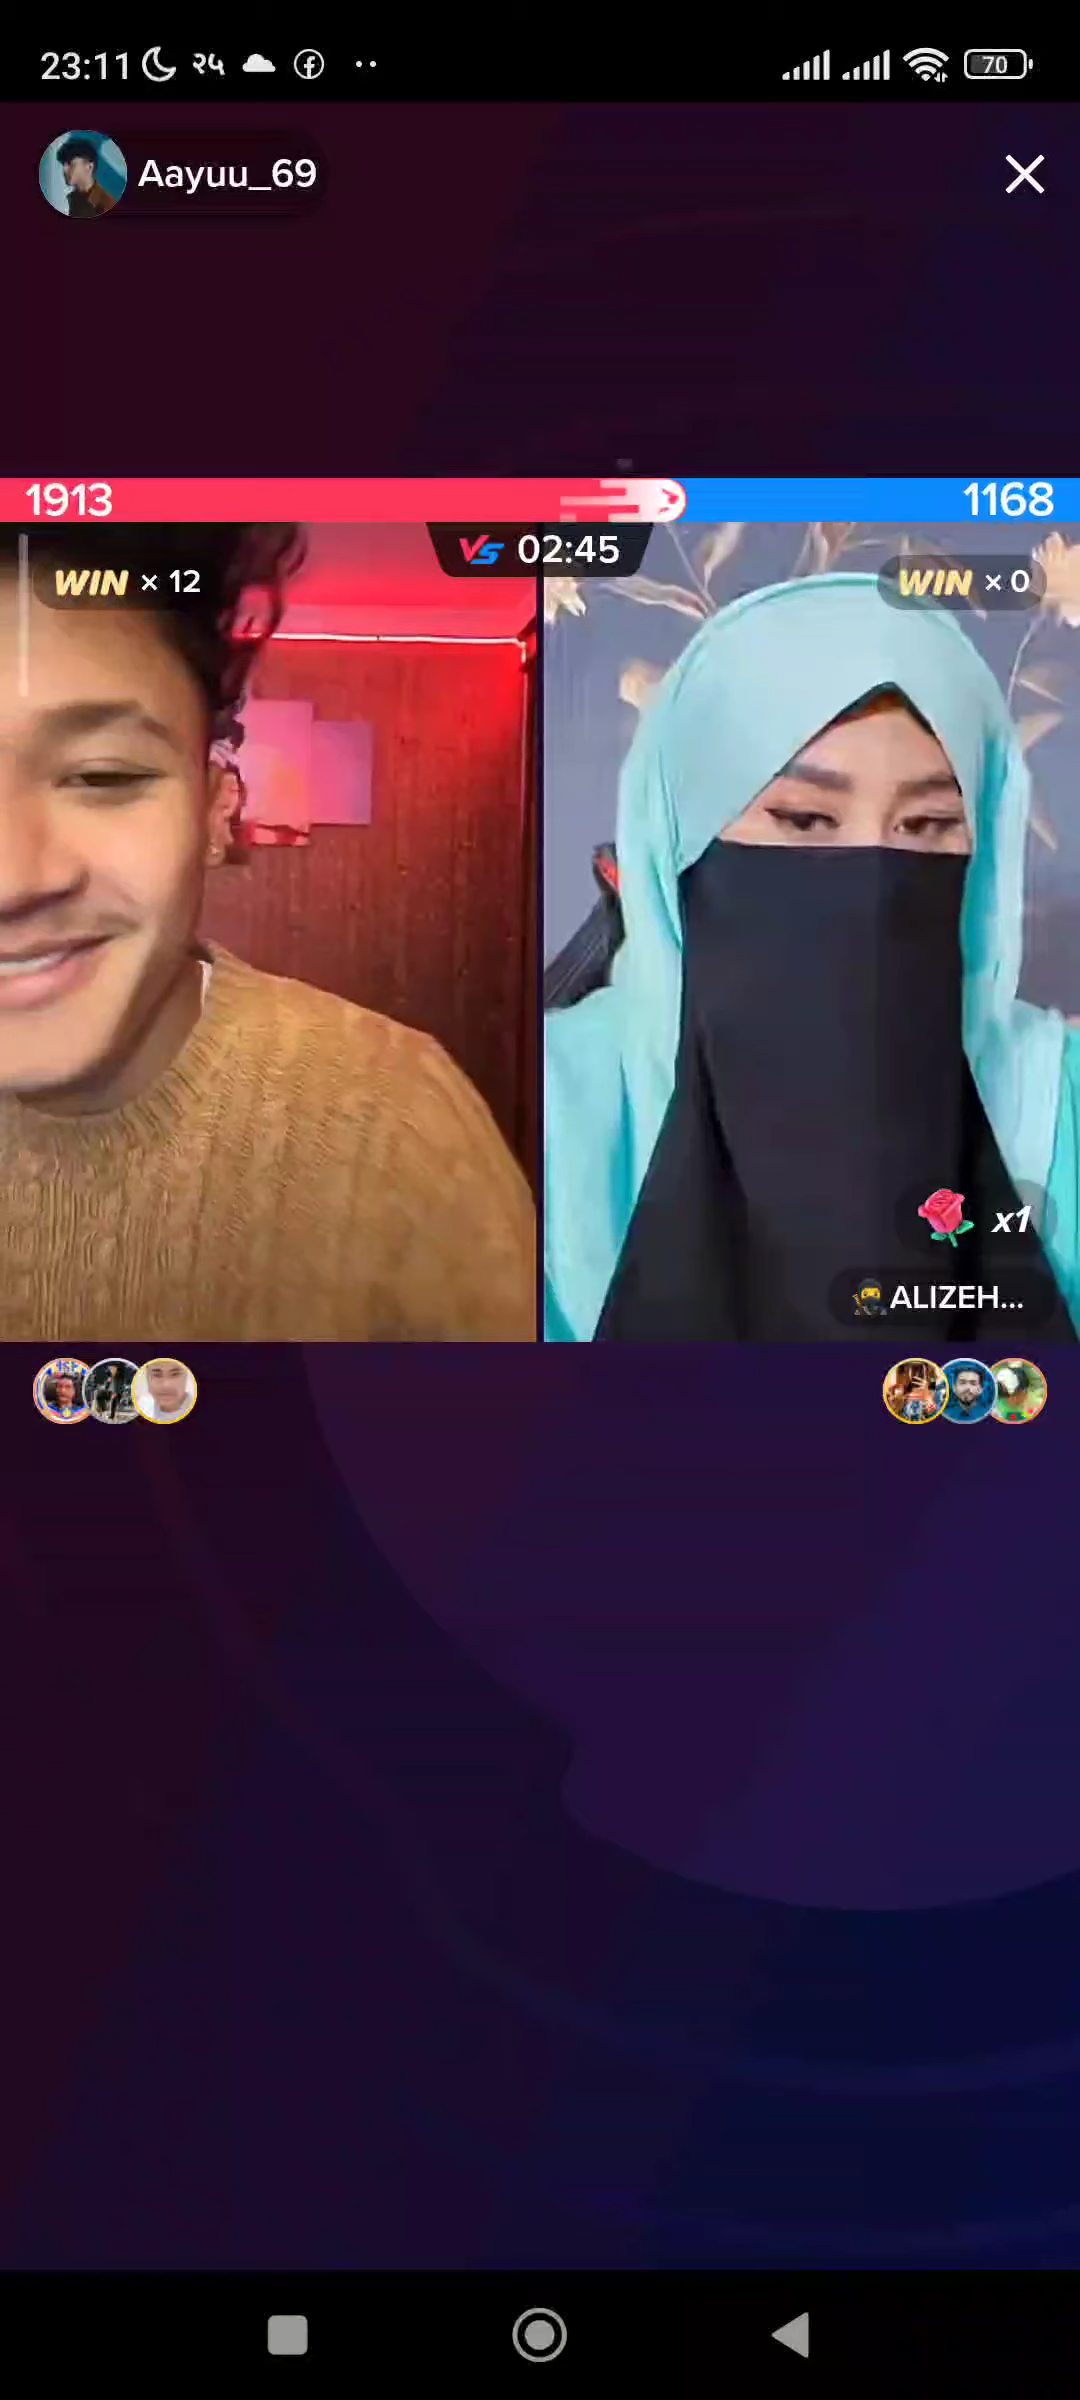 23:11 २५ 70
Aayuu_69
1913 1168
VS 02:45
WIN × 12 WIN × 0
x1
ALIZEH...